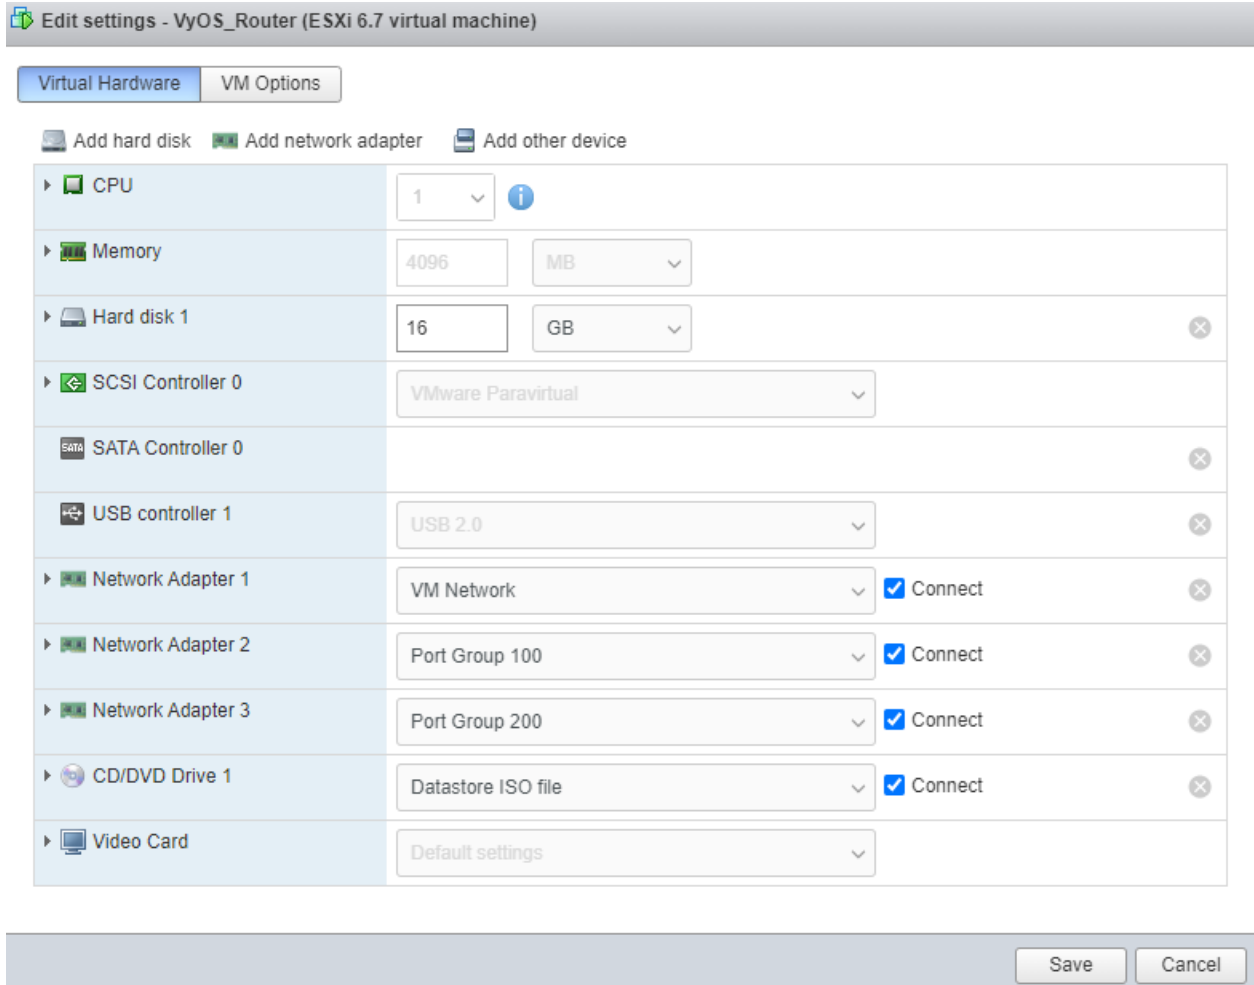 Edit settings - VyOS_Router (ESXi 6.7 virtual machine)
Virtual Hardware VM Options
Add hard disk Add network adapter Add other device
CPU 1 i
Memory 4096 MB
Hard disk 1 16 GB
SCSI Controller 0 VMware Paravirtual
SATA SATA Controller 0
USB controller 1 USB 2.0
Network Adapter 1 VM Network Connect
Network Adapter 2 Port Group 100 Connect
Network Adapter 3 Port Group 200 Connect
CD/DVD Drive 1 Datastore ISO file Connect
Video Card Default settings
Save Cancel